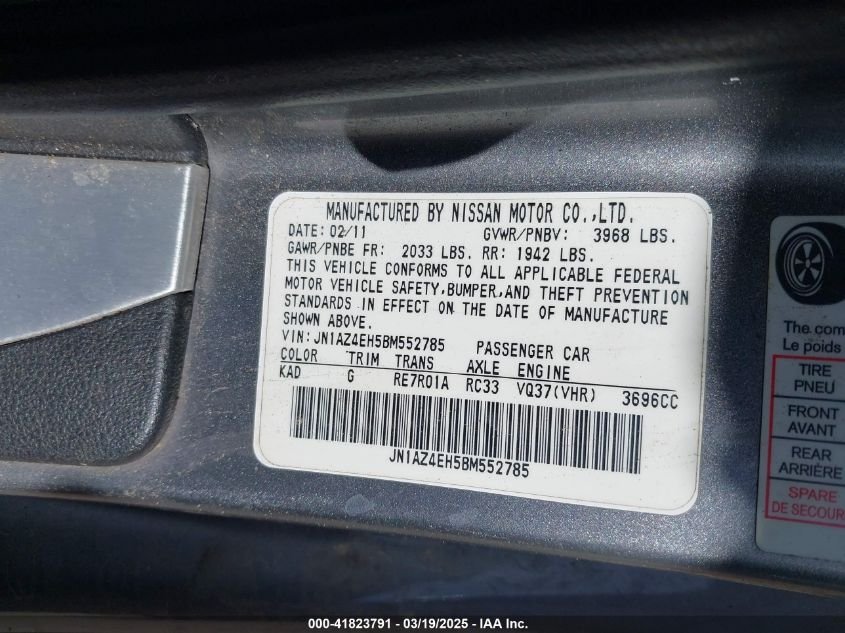 MANUFACTURED BY NISSAN MOTOR CO.,LTD.
DATE: 02/11 GVWR/PNBV: 3968 LBS.
GAWR/PNBE FR: 2033 LBS. RR: 1942 LBS.
THIS VEHICLE CONFORMS TO ALL APPLICABLE FEDERAL
MOTOR VEHICLE SAFETY,BUMPER,AND THEFT PREVENTION
STANDARDS IN EFFECT ON THE DATE OF MANUFACTURE
SHOWN ABOVE.
VIN:JN1AZ4EH5BM552785 PASSENGER CAR
COLOR TRIM TRANS AXLE ENGINE
KAD G RE7R01A RC33 VQ37(VHR) 3696CC
JN1AZ4EH5BM552785
The com
Le poids
TIRE
PNEU
FRONT
AVANT
REAR
ARRIÈRE
SPARE
DE SECOUR
000-41823791 - 03/19/2025 - IAA Inc.